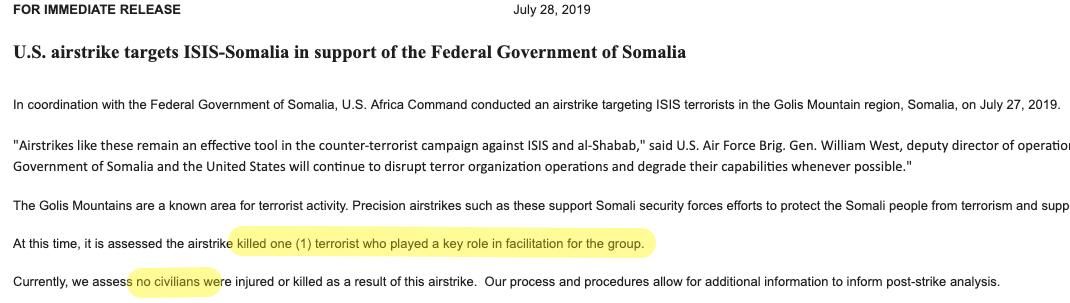 FOR IMMEDIATE RELEASE July 28, 2019
U.S. airstrike targets ISIS-Somalia in support of the Federal Government of Somalia
In coordination with the Federal Government of Somalia, U.S. Africa Command conducted an airstrike targeting ISIS terrorists in the Golis Mountain region, Somalia, on July 27, 2019.
"Airstrikes like these remain an effective tool in the counter-terrorist campaign against ISIS and al-Shabab," said U.S. Air Force Brig. Gen. William West, deputy director of
Government of Somalia and the United States will continue to disrupt terror organization operations and degrade their capabilities whenever possible."
The Golis Mountains are a known area for terrorist activity. Precision airstrikes such as these support Somali security forces efforts to protect the Somali people from terrorism and
At this time, it is assessed the airstrike killed one (1) terrorist who played a key role in facilitation for the group.
Currently, we assess no civilians were injured or killed as a result of this airstrike. Our process and procedures allow for additional information to inform post-strike analysis.